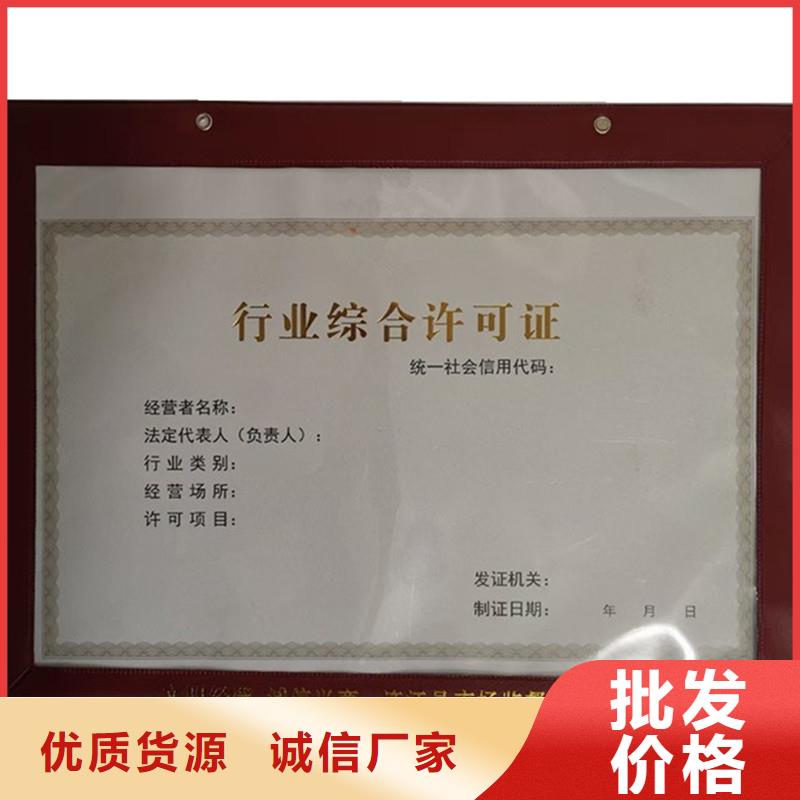 行业综合许可证
统一社会信用代码：
经营者名称：
法定代表人（负责人）：
行业类别：
经营场所：
许可项目：
发证机关：
制证日期： 年 月 日
优质货源 诚信厂家
批发
价格